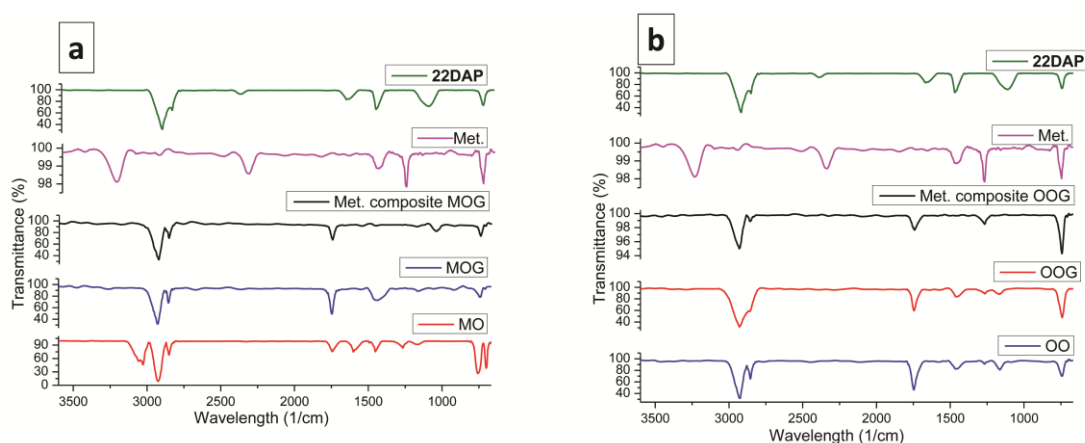 a
22DAP
100
80
60
40
Met.
100
99
98
Met. composite MOG
100
80
60
40
MOG
100
80
60
40
MO
90
60
30
0
Transmittance (%)
3500 3000 2500 2000 1500 1000
Wavelength (1/cm)
b
22DAP
100
80
60
40
Met.
100
99
98
Met. composite OOG
100
98
96
94
OOG
100
80
60
40
OO
100
80
60
40
Transmittance (%)
3500 3000 2500 2000 1500 1000
Wavelength (1/cm)